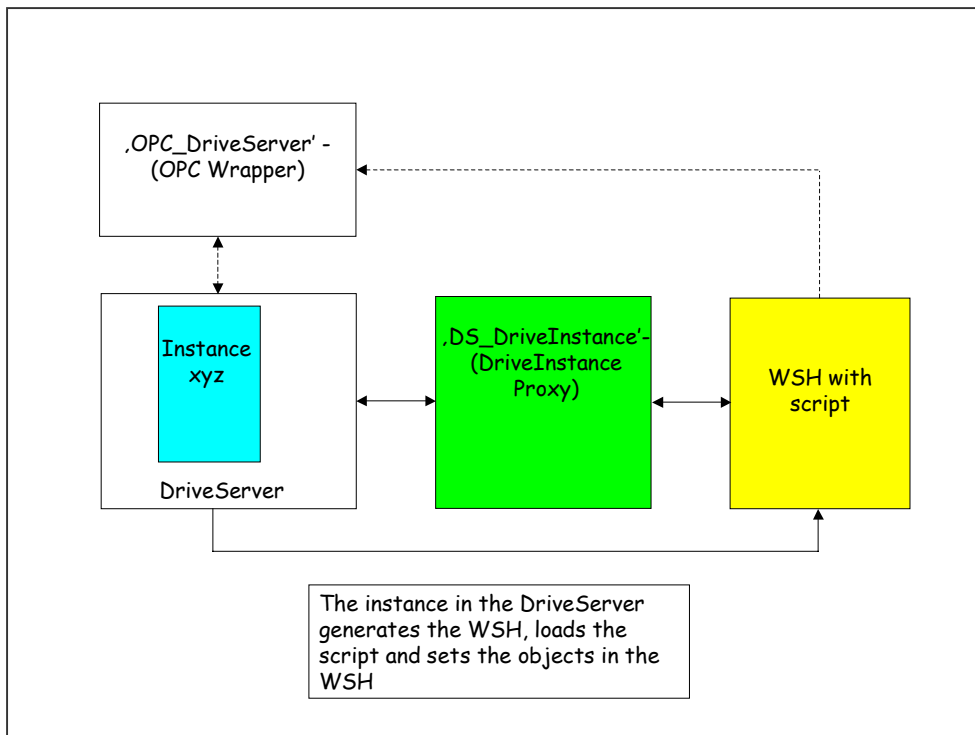 ‚OPC_DriveServer’ -
(OPC Wrapper)
Instance
xyz
DriveServer
‚DS_DriveInstance’-
(DriveInstance
Proxy)
WSH with
script
The instance in the DriveServer
generates the WSH, loads the
script and sets the objects in the
WSH